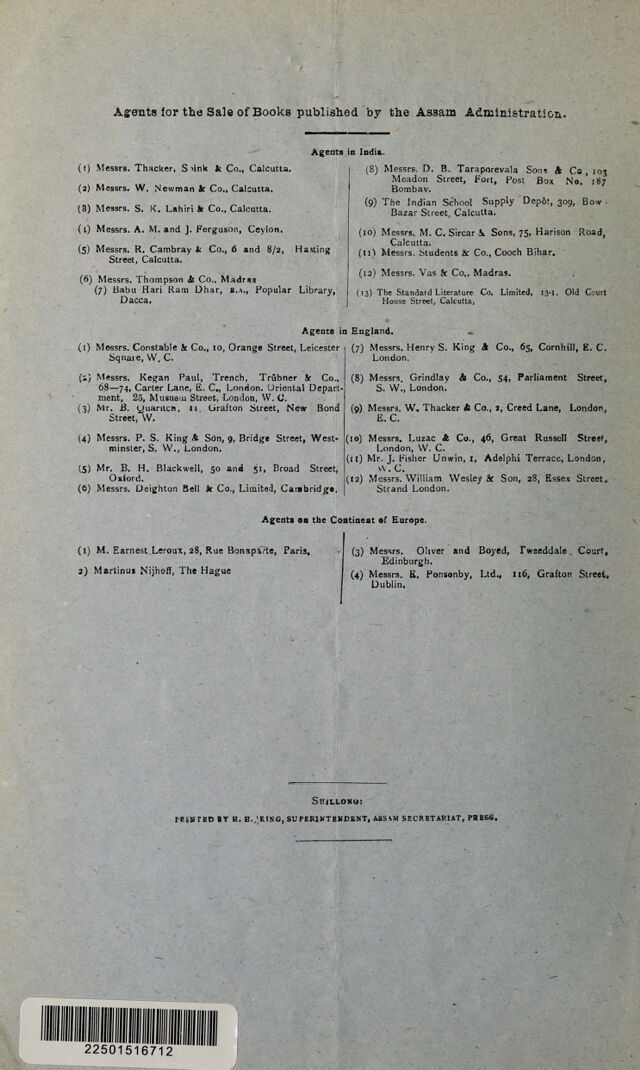 Agents for the Sale of Books published by the Assam Administration.
Agents in India.
(1) Messrs. Thacker, Spink & Co., Calcutta.
(2) Messrs. W. Newman & Co., Calcutta.
(3) Messrs. S. K. Lahiri & Co., Calcutta.
(4) Messrs. A. M. and J. Ferguson, Ceylon.
(5) Messrs. R. Cambray & Co., 6 and 8/2, Hasting
Street, Calcutta.
(6) Messrs. Thompson & Co., Madras
(7) Babu Hari Ram Dhar, B.A., Popular Library,
Dacca.
(8) Messrs. D. B. Taraporevala Sons & Co., 103
Meadon Street, Fort, Post Box No. 187
Bombay.
(9) The Indian School Supply Depôt, 309, Bow
Bazar Street, Calcutta.
(10) Messrs. M. C. Sircar & Sons, 75, Harison Road,
Calcutta.
(11) Messrs. Students & Co., Cooch Bihar.
(12) Messrs. Vas & Co., Madras.
(13) The Standard Literature Co. Limited, 13-1. Old Court
House Street, Calcutta,
Agents in England.
(1) Messrs. Constable & Co., 10, Orange Street, Leicester
Square, W. C.
(2) Messrs. Kegan Paul, Trench, Trübner & Co.,
68—74, Carter Lane, E. C., London. Oriental Depart-
ment, 25, Museum Street, London, W. C.
(3) Mr. B. Quaritch, 11, Grafton Street, New Bond
Street, W.
(4) Messrs. P. S. King & Son, 9, Bridge Street, West-
minster, S. W., London.
(5) Mr. B. H. Blackwell, 50 and 51, Broad Street,
Oxford.
(6) Messrs. Deighton Bell & Co., Limited, Cambridge.
(7) Messrs. Henry S. King & Co., 65, Cornhill, E. C.
London.
(8) Messrs. Grindlay & Co., 54, Parliament Street,
S. W., London.
(9) Messrs. W. Thacker & Co., 2, Creed Lane, London,
E. C.
(10) Messrs. Luzac & Co., 46, Great Russell Street,
London, W. C.
(11) Mr. J. Fisher Unwin, 1, Adelphi Terrace, London,
W. C.
(12) Messrs. William Wesley & Son, 28, Essex Street,
Strand London.
Agents on the Continent of Europe.
(1) M. Earnest Leroux, 28, Rue Bonaparte, Paris,
2) Martinus Nijhoff, The Hague
(3) Messrs. Oliver and Boyed, Tweeddale Court,
Edinburgh.
(4) Messrs. E. Ponsonby, Ltd., 116, Grafton Street,
Dublin.
SHILLONG:
PRINTED BY H. H. KING, SUPERINTENDENT, ASSAM SECRETARIAT, PRESS.
22501516712